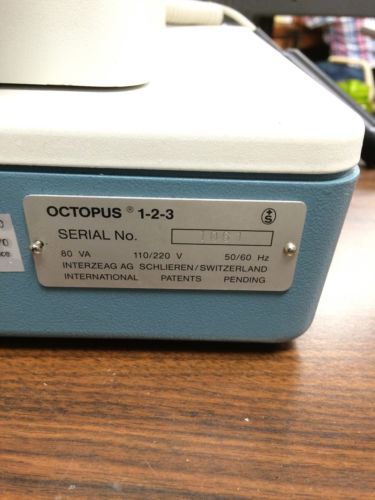 OCTOPUS ® 1-2-3
SERIAL No. 1061
80 VA 110/220 V 50/60 Hz
INTERZEAG AG SCHLIEREN/SWITZERLAND
INTERNATIONAL PATENTS PENDING